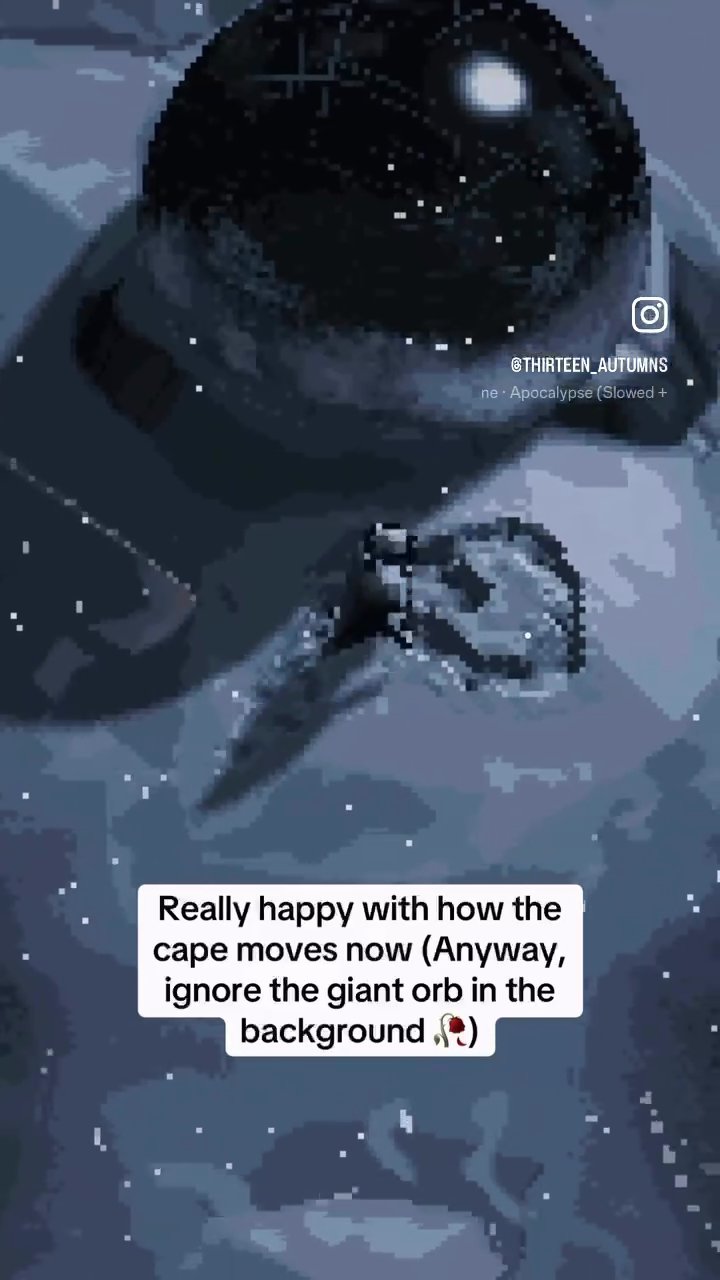 @THIRTEEN_AUTUMNS
ne · Apocalypse (Slowed +
Really happy with how the
cape moves now (Anyway,
ignore the giant orb in the
background 🥀)